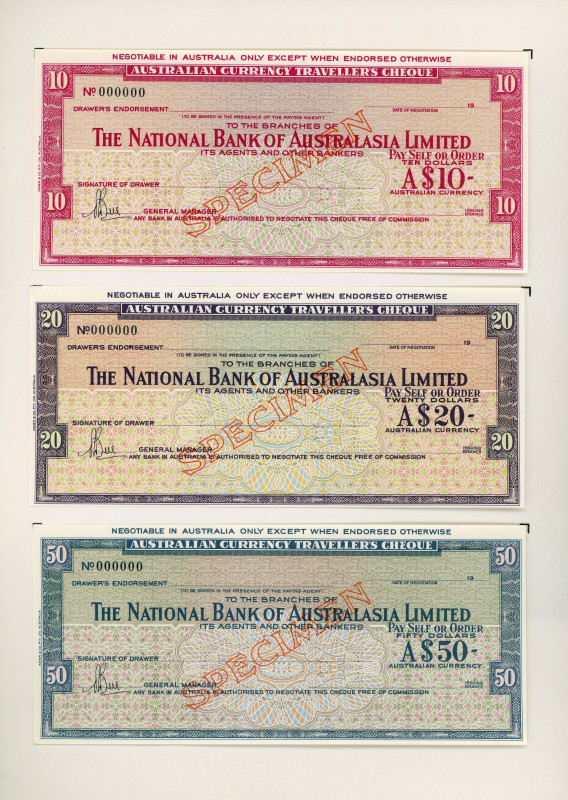 NEGOTIABLE IN AUSTRALIA ONLY EXCEPT WHEN ENDORSED OTHERWISE
AUSTRALIAN CURRENCY TRAVELLERS CHEQUE
10 10
No 000000
DRAWER'S ENDORSEMENT DATE OF NEGOTIATION 19
(TO BE SIGNED IN THE PRESENCE OF THE PAYING AGENT)
TO THE BRANCHES OF
THE NATIONAL BANK OF AUSTRALASIA LIMITED
ITS AGENTS AND OTHER BANKERS
PAY SELF OR ORDER
TEN DOLLARS
A$10-
AUSTRALIAN CURRENCY
SIGNATURE OF DRAWER
SPECIMEN
10
GENERAL MANAGER
ISSUING
BRANCH
ANY BANK IN AUSTRALIA IS AUTHORISED TO NEGOTIATE THIS CHEQUE FREE OF COMMISSION
NEGOTIABLE IN AUSTRALIA ONLY EXCEPT WHEN ENDORSED OTHERWISE
AUSTRALIAN CURRENCY TRAVELLERS CHEQUE
20 20
No 000000
DRAWER'S ENDORSEMENT DATE OF NEGOTIATION 19
(TO BE SIGNED IN THE PRESENCE OF THE PAYING AGENT)
TO THE BRANCHES OF
THE NATIONAL BANK OF AUSTRALASIA LIMITED
ITS AGENTS AND OTHER BANKERS
PAY SELF OR ORDER
TWENTY DOLLARS
A$20-
AUSTRALIAN CURRENCY
SIGNATURE OF DRAWER
SPECIMEN
20 20
GENERAL MANAGER
ISSUING
BRANCH
ANY BANK IN AUSTRALIA IS AUTHORISED TO NEGOTIATE THIS CHEQUE FREE OF COMMISSION
NEGOTIABLE IN AUSTRALIA ONLY EXCEPT WHEN ENDORSED OTHERWISE
AUSTRALIAN CURRENCY TRAVELLERS CHEQUE
50 50
No 000000
DRAWER'S ENDORSEMENT DATE OF NEGOTIATION 19
(TO BE SIGNED IN THE PRESENCE OF THE PAYING AGENT)
TO THE BRANCHES OF
THE NATIONAL BANK OF AUSTRALASIA LIMITED
ITS AGENTS AND OTHER BANKERS
PAY SELF OR ORDER
FIFTY DOLLARS
A$50-
AUSTRALIAN CURRENCY
SIGNATURE OF DRAWER
SPECIMEN
50 50
GENERAL MANAGER
ISSUING
BRANCH
ANY BANK IN AUSTRALIA IS AUTHORISED TO NEGOTIATE THIS CHEQUE FREE OF COMMISSION